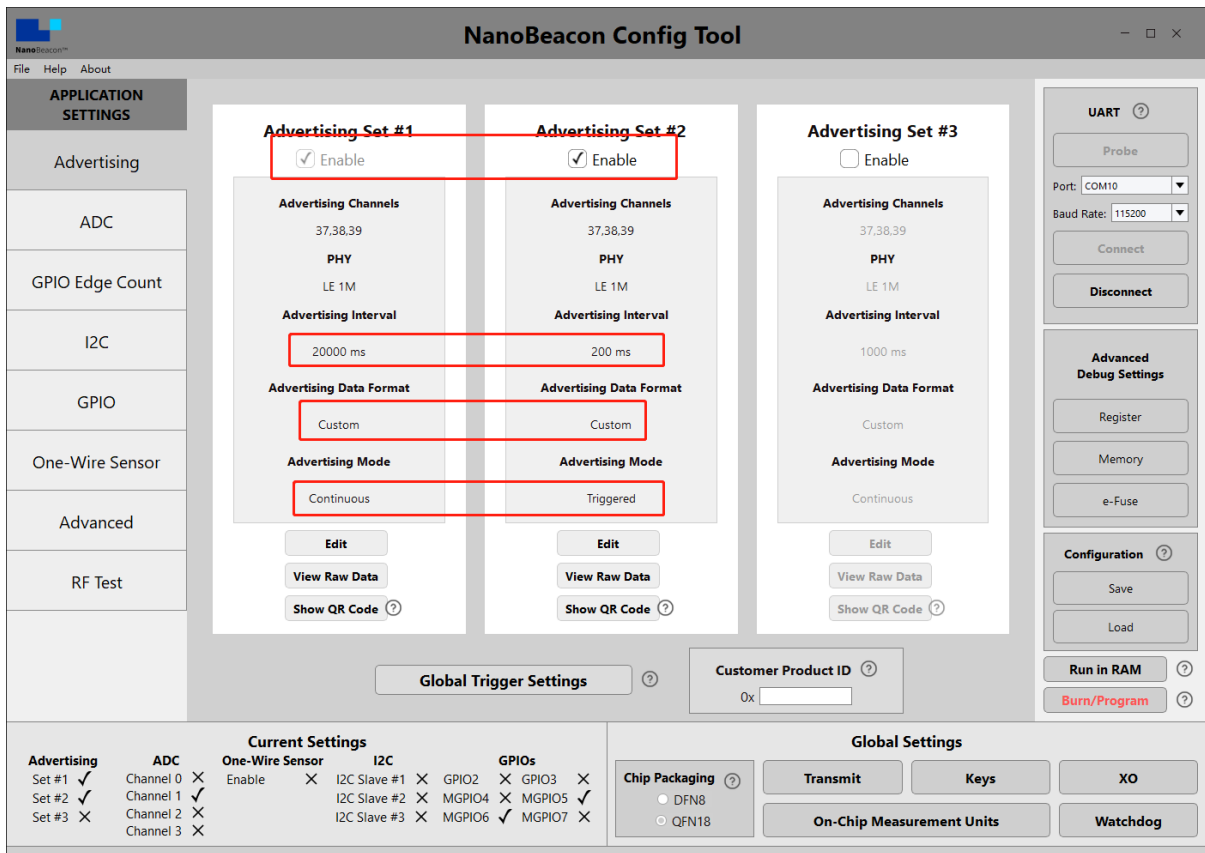 NanoBeacon™
NanoBeacon Config Tool
File Help About
APPLICATION
SETTINGS
Advertising
ADC
GPIO Edge Count
I2C
GPIO
One-Wire Sensor
Advanced
RF Test
Advertising Set #1
Enable
Advertising Channels
37,38,39
PHY
LE 1M
Advertising Interval
20000 ms
Advertising Data Format
Custom
Advertising Mode
Continuous
Edit
View Raw Data
Show QR Code ?
Advertising Set #2
Enable
Advertising Channels
37,38,39
PHY
LE 1M
Advertising Interval
200 ms
Advertising Data Format
Custom
Advertising Mode
Triggered
Edit
View Raw Data
Show QR Code ?
Advertising Set #3
Enable
Advertising Channels
37,38,39
PHY
LE 1M
Advertising Interval
1000 ms
Advertising Data Format
Custom
Advertising Mode
Continuous
Edit
View Raw Data
Show QR Code ?
Global Trigger Settings ?
Customer Product ID ?
0x
UART ?
Probe
Port: COM10
Baud Rate: 115200
Connect
Disconnect
Advanced
Debug Settings
Register
Memory
e-Fuse
Configuration ?
Save
Load
Run in RAM ?
Burn/Program ?
Current Settings
Advertising
Set #1 ✓
Set #2 ✓
Set #3 ✕
ADC
Channel 0 ✕
Channel 1 ✓
Channel 2 ✕
Channel 3 ✕
One-Wire Sensor
Enable ✕
I2C
I2C Slave #1 ✕
I2C Slave #2 ✕
I2C Slave #3 ✕
GPIOs
GPIO2 ✕ GPIO3 ✕
MGPIO4 ✕ MGPIO5 ✓
MGPIO6 ✓ MGPIO7 ✕
Global Settings
Chip Packaging ?
DFN8
QFN18
Transmit
Keys
XO
On-Chip Measurement Units
Watchdog